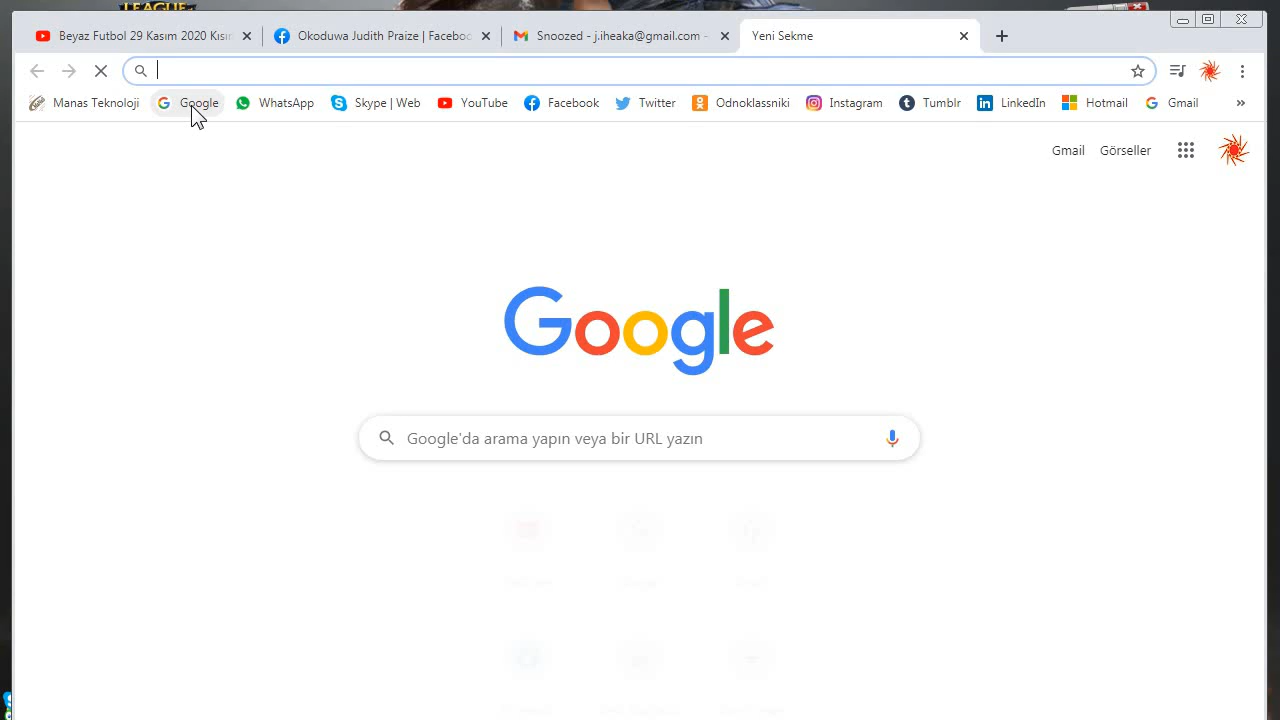 LEAGUE
Beyaz Futbol 29 Kasım 2020 Kısım
Okoduwa Judith Praize | Faceboo
Snoozed - j.iheaka@gmail.com -
Yeni Sekme
Manas Teknoloji
Google
WhatsApp
Skbpe | Web
YouTube
Facebook
Twitter
Odnoklassniki
Instagram
Tumblr
LinkedIn
Hotmail
Gmail
Gmail
Görseller
Google
Google'da arama yapın veya bir URL yazın